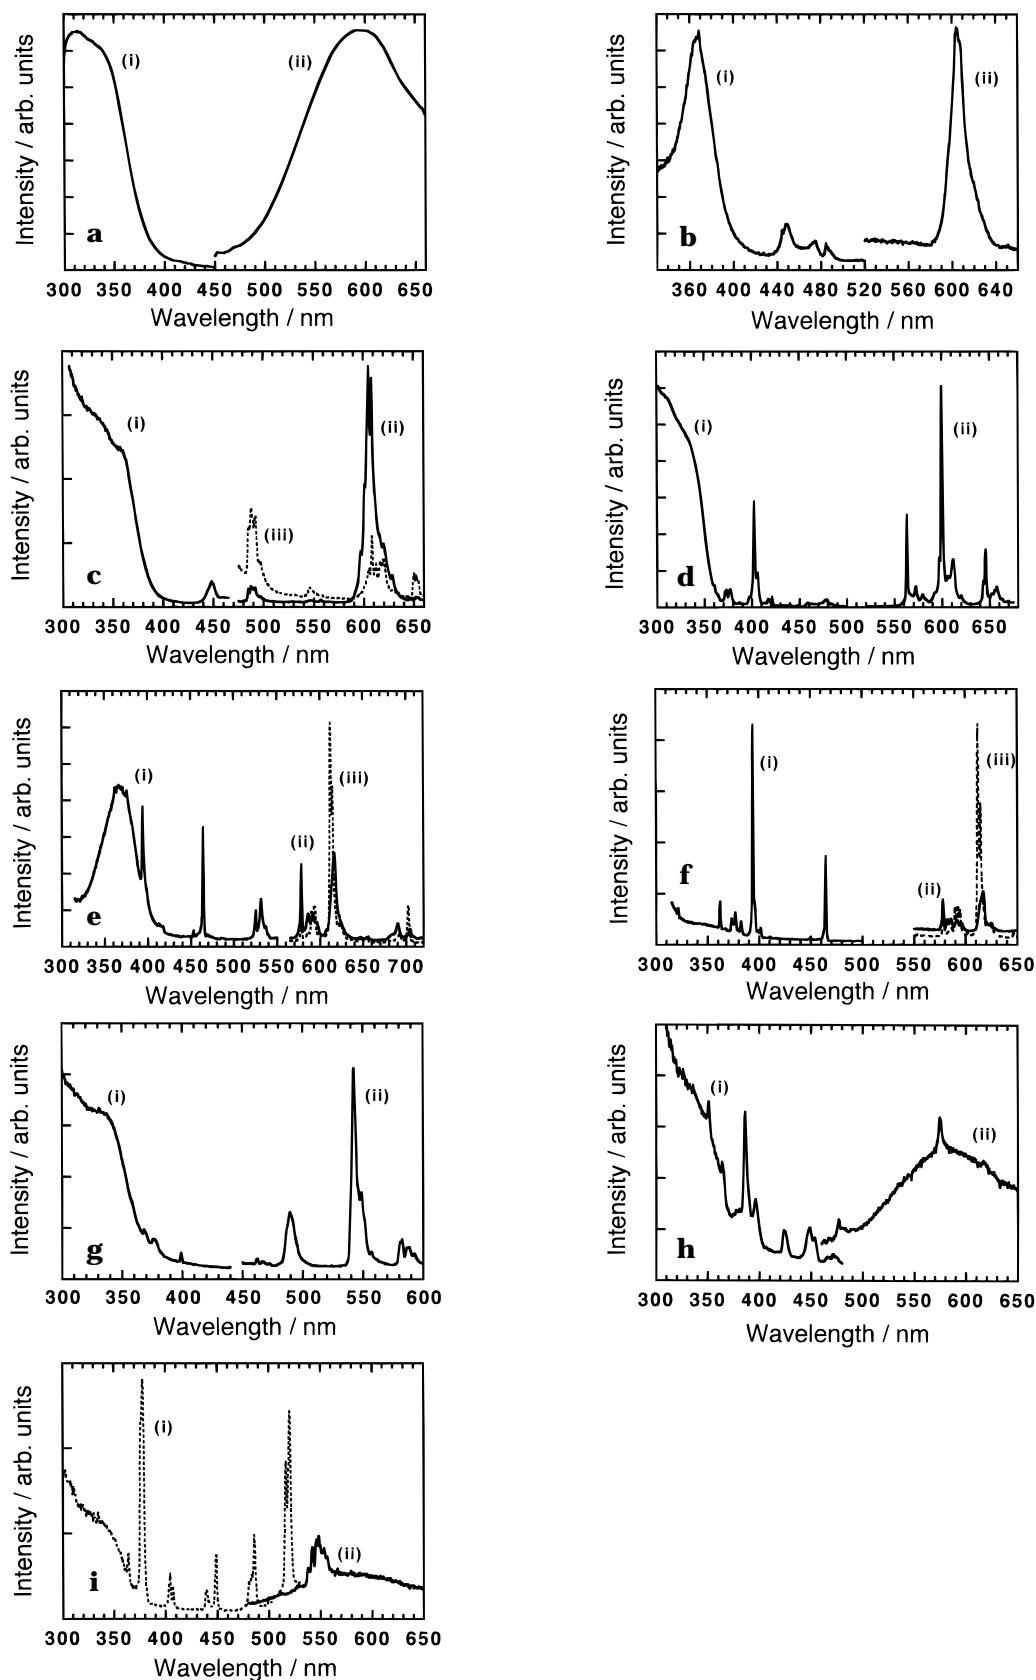 Intensity / arb. units
(i)
(ii)
a
300 350 400 450 500 550 600 650
Wavelength / nm
Intensity / arb. units
(i)
(ii)
b
360 400 440 480 520 560 600 640
Wavelength / nm
Intensity / arb. units
(i)
(ii)
(iii)
c
300 350 400 450 500 550 600 650
Wavelength / nm
Intensity / arb. units
(i)
(ii)
d
300 350 400 450 500 550 600 650
Wavelength / nm
Intensity / arb. units
(i)
(iii)
(ii)
e
300 350 400 450 500 550 600 650 700
Wavelength / nm
Intensity / arb. units
(i)
(iii)
f
(ii)
300 350 400 450 500 550 600 650
Wavelength / nm
Intensity / arb. units
(i)
(ii)
g
300 350 400 450 500 550 600
Wavelength / nm
Intensity / arb. units
(i)
(ii)
h
300 350 400 450 500 550 600 650
Wavelength / nm
Intensity / arb. units
(i)
(ii)
i
300 350 400 450 500 550 600 650
Wavelength / nm